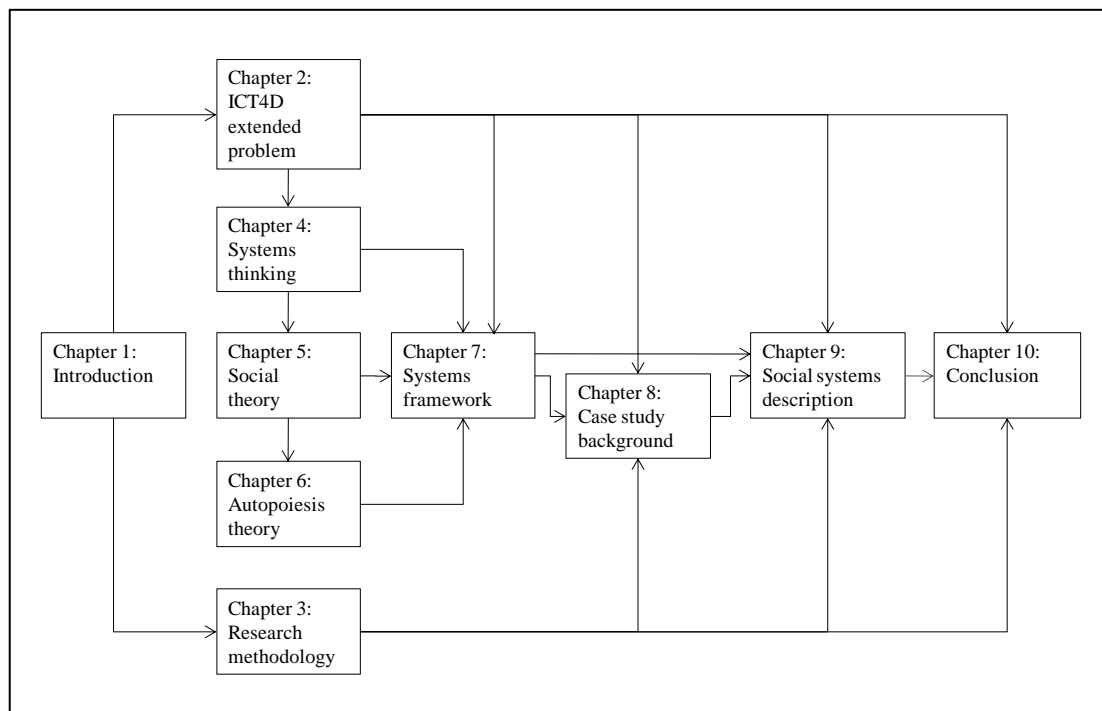 Chapter 2:
ICT4D
extended
problem
Chapter 4:
Systems
thinking
Chapter 1:
Introduction
Chapter 5:
Social
theory
Chapter 7:
Systems
framework
Chapter 8:
Case study
background
Chapter 9:
Social systems
description
Chapter 10:
Conclusion
Chapter 6:
Autopoiesis
theory
Chapter 3:
Research
methodology